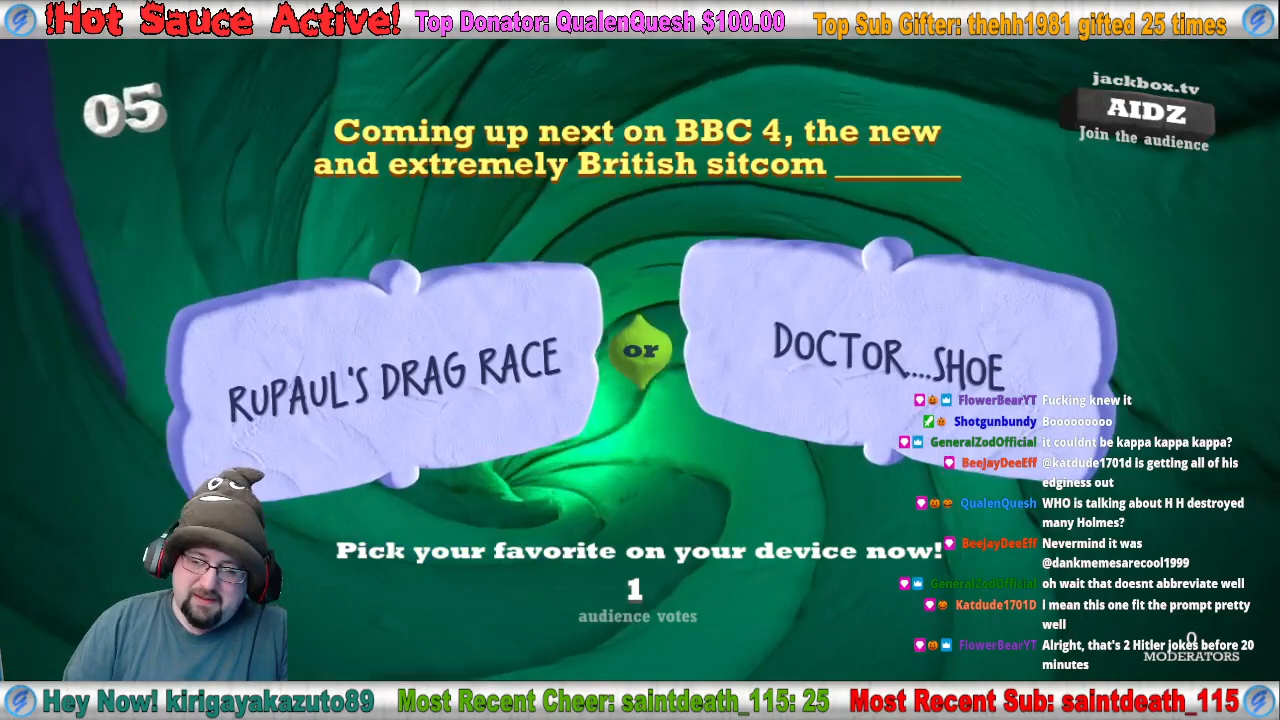 !Hot Sauce Active!
Top Donator: QualenQuesh $100.00
Top Sub Gifter: thehh1981 gifted 25 times
05
jackbox.tv
AIDZ
Join the audience
Coming up next on BBC 4, the new
and extremely British sitcom ________
RUPAUL'S DRAG RACE
or
DOCTOR....SHOE
FlowerBearYT Fucking knew it
Shotgunbundy Booooooooo
GeneralZodOfficial it couldnt be kappa kappa kappa?
BeeJayDeeEff @katdude1701d is getting all of his
edginess out
QualenQuesh WHO is talking about H H destroyed
many Holmes?
BeeJayDeeEff Nevermind it was
@dankmemesarecool1999
GeneralZodOfficial oh wait that doesnt abbreviate well
Katdude1701D I mean this one fit the prompt pretty
well
FlowerBearYT Alright, that's 2 Hitler jokes before 20
minutes
Pick your favorite on your device now!
1
audience votes
0
MODERATORS
Hey Now! kirigayakazuto89
Most Recent Cheer: saintdeath_115: 25
Most Recent Sub: saintdeath_115